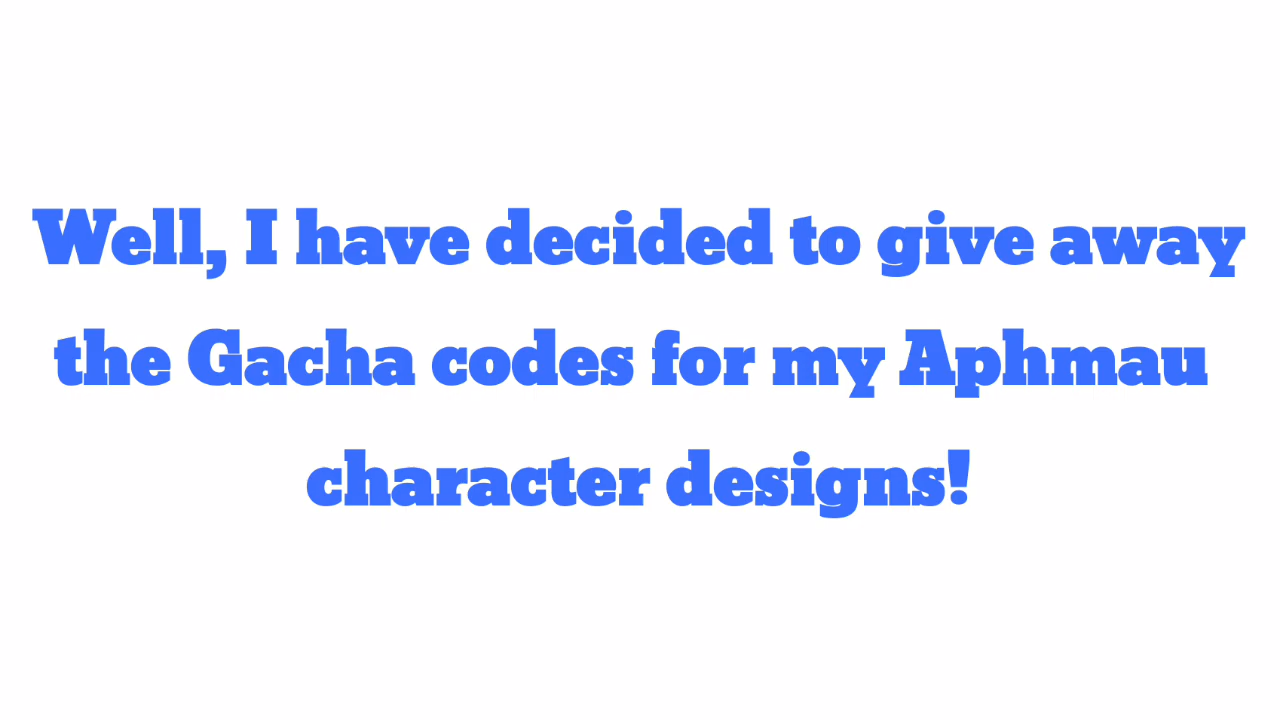 Well, I have decided to give away
the Gacha codes for my Aphmau
character designs!